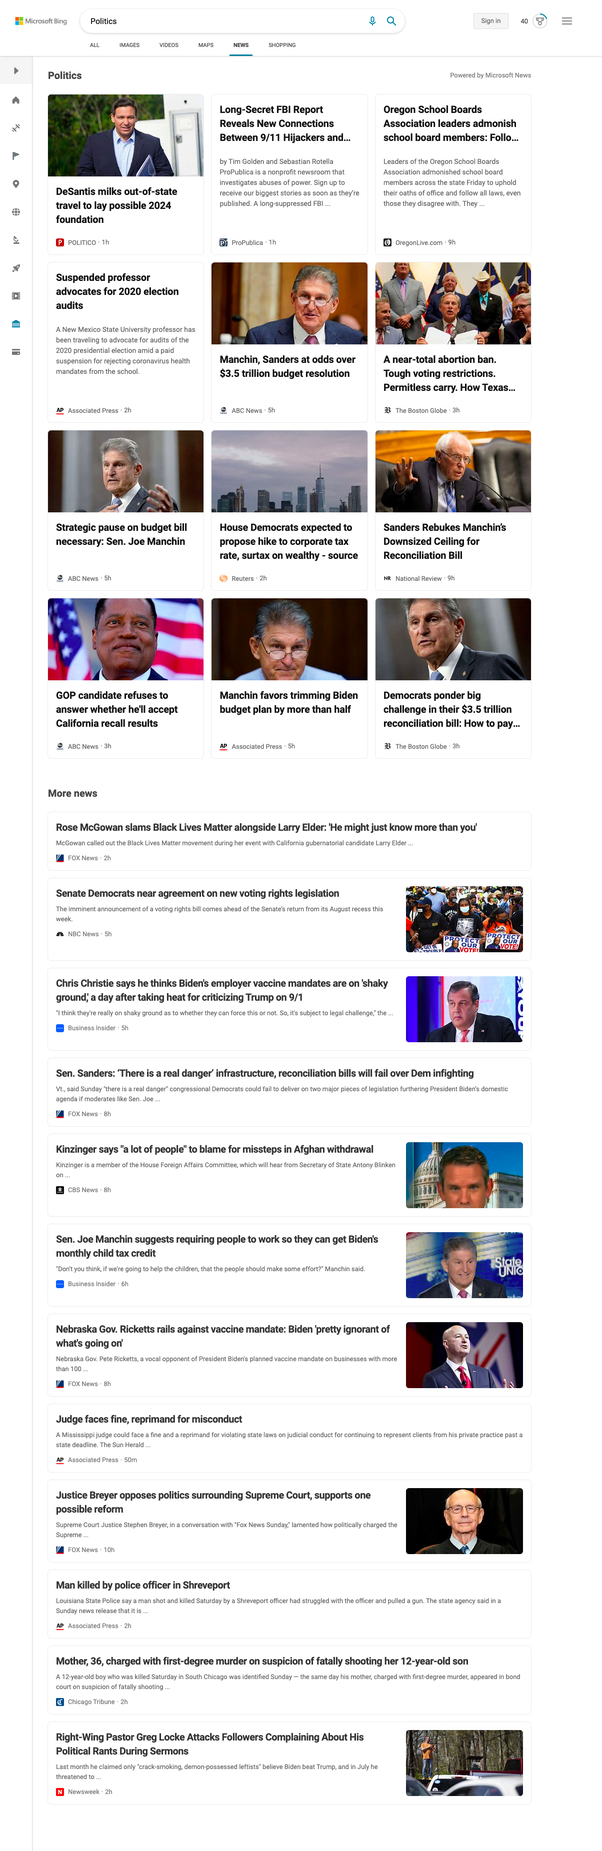 Microsoft Bing
Politics
Sign in
40
ALL
IMAGES
VIDEOS
MAPS
NEWS
SHOPPING
Politics
Powered by Microsoft News
DeSantis milks out-of-state
travel to lay possible 2024
foundation
POLITICO · 1h
Long-Secret FBI Report
Reveals New Connections
Between 9/11 Hijackers and...
by Tim Golden and Sebastian Rotella
ProPublica is a nonprofit newsroom that
investigates abuses of power. Sign up to
receive our biggest stories as soon as they're
published. A long-suppressed FBI ...
ProPublica · 1h
Oregon School Boards
Association leaders admonish
school board members: Follo...
Leaders of the Oregon School Boards
Association admonished school board
members across the state Friday to uphold
their oaths of office and follow all laws, even
those they disagree with. They ...
OregonLive.com · 9h
Suspended professor
advocates for 2020 election
audits
A New Mexico State University professor has
been traveling to advocate for audits of the
2020 presidential election amid a paid
suspension for rejecting coronavirus health
mandates from the school.
AP Associated Press · 2h
Manchin, Sanders at odds over
$3.5 trillion budget resolution
ABC News · 5h
A near-total abortion ban.
Tough voting restrictions.
Permitless carry. How Texas...
B The Boston Globe · 3h
Strategic pause on budget bill
necessary: Sen. Joe Manchin
ABC News · 5h
House Democrats expected to
propose hike to corporate tax
rate, surtax on wealthy - source
Reuters · 2h
Sanders Rebukes Manchin's
Downsized Ceiling for
Reconciliation Bill
NR National Review · 9h
GOP candidate refuses to
answer whether he'll accept
California recall results
ABC News · 3h
Manchin favors trimming Biden
budget plan by more than half
AP Associated Press · 5h
Democrats ponder big
challenge in their $3.5 trillion
reconciliation bill: How to pay...
B The Boston Globe · 3h
More news
Rose McGowan slams Black Lives Matter alongside Larry Elder: 'He might just know more than you'
McGowan called out the Black Lives Matter movement during her event with California gubernatorial candidate Larry Elder ...
FOX News · 2h
Senate Democrats near agreement on new voting rights legislation
The imminent announcement of a voting rights bill comes ahead of the Senate's return from its August recess this
week.
NBC News · 5h
PROTECT
OUR
VOTE!
PROTECT
OUR
VOTE!
Chris Christie says he thinks Biden's employer vaccine mandates are on 'shaky
ground,' a day after taking heat for criticizing Trump on 9/1
"I think they're really on shaky ground as to whether they can force this or not. So, it's subject to legal challenge," the ...
Business Insider · 5h
Sen. Sanders: 'There is a real danger' infrastructure, reconciliation bills will fail over Dem infighting
Vt., said Sunday "there is a real danger" congressional Democrats could fail to deliver on two major pieces of legislation furthering President Biden's domestic
agenda if moderates like Sen. Joe ...
FOX News · 8h
Kinzinger says "a lot of people" to blame for missteps in Afghan withdrawal
Kinzinger is a member of the House Foreign Affairs Committee, which will hear from Secretary of State Antony Blinken
on ...
CBS News · 8h
Sen. Joe Manchin suggests requiring people to work so they can get Biden's
monthly child tax credit
"Don't you think, if we're going to help the children, that the people should make some effort?" Manchin said.
Business Insider · 6h
State
UNIO
Nebraska Gov. Ricketts rails against vaccine mandate: Biden 'pretty ignorant of
what's going on'
Nebraska Gov. Pete Ricketts, a vocal opponent of President Biden's planned vaccine mandate on businesses with more
than 100 ...
FOX News · 8h
Judge faces fine, reprimand for misconduct
A Mississippi judge could face a fine and a reprimand for violating state laws on judicial conduct for continuing to represent clients from his private practice past a
state deadline. The Sun Herald ...
AP Associated Press · 50m
Justice Breyer opposes politics surrounding Supreme Court, supports one
possible reform
Supreme Court Justice Stephen Breyer, in a conversation with "Fox News Sunday," lamented how politically charged the
Supreme ...
FOX News · 10h
Man killed by police officer in Shreveport
Louisiana State Police say a man shot and killed Saturday by a Shreveport officer had struggled with the officer and pulled a gun. The state agency said in a
Sunday news release that it is ...
AP Associated Press · 2h
Mother, 36, charged with first-degree murder on suspicion of fatally shooting her 12-year-old son
A 12-year-old boy who was killed Saturday in South Chicago was identified Sunday — the same day his mother, charged with first-degree murder, appeared in bond
court on suspicion of fatally shooting ...
Chicago Tribune · 2h
Right-Wing Pastor Greg Locke Attacks Followers Complaining About His
Political Rants During Sermons
Last month he claimed only "crack-smoking, demon-possessed leftists" believe Biden beat Trump, and in July he
threatened to ...
N Newsweek · 2h